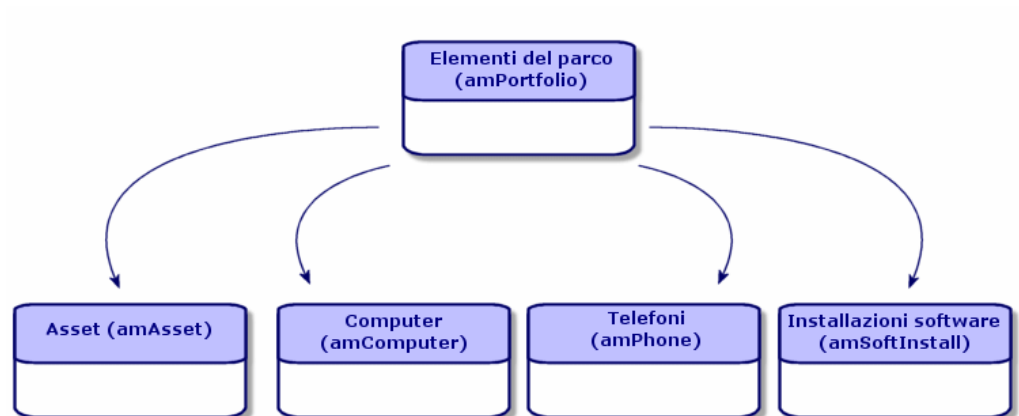 Elementi del parco
(amPortfolio)
Asset (amAsset)
Computer
(amComputer)
Telefoni
(amPhone)
Installazioni software
(amSoftInstall)